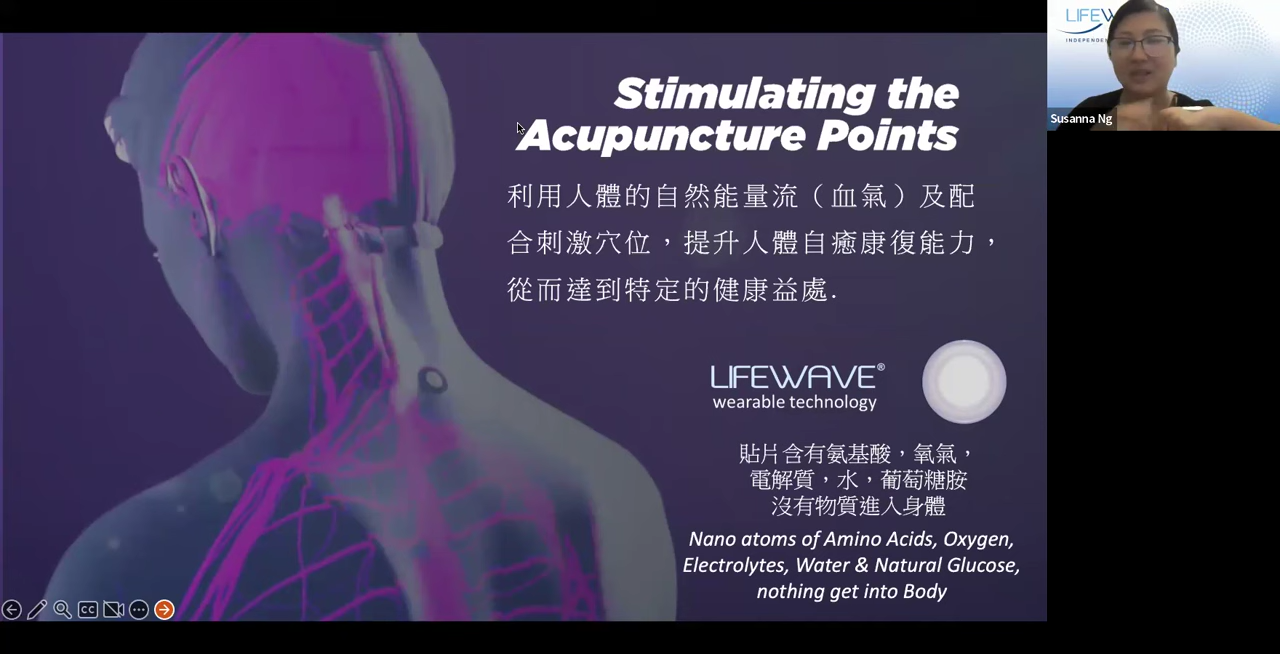 Stimulating the
Acupuncture Points
利用人體的自然能量流（血氣）及配
合刺激穴位，提升人體自癒康復能力，
從而達到特定的健康益處.
LIFEWAVE®
wearable technology
貼片含有氨基酸，氧氣，
電解質，水，葡萄糖胺
沒有物質進入身體
Nano atoms of Amino Acids, Oxygen,
Electrolytes, Water & Natural Glucose,
nothing get into Body
CC
LIFEW
INDEPENDE
Susanna Ng